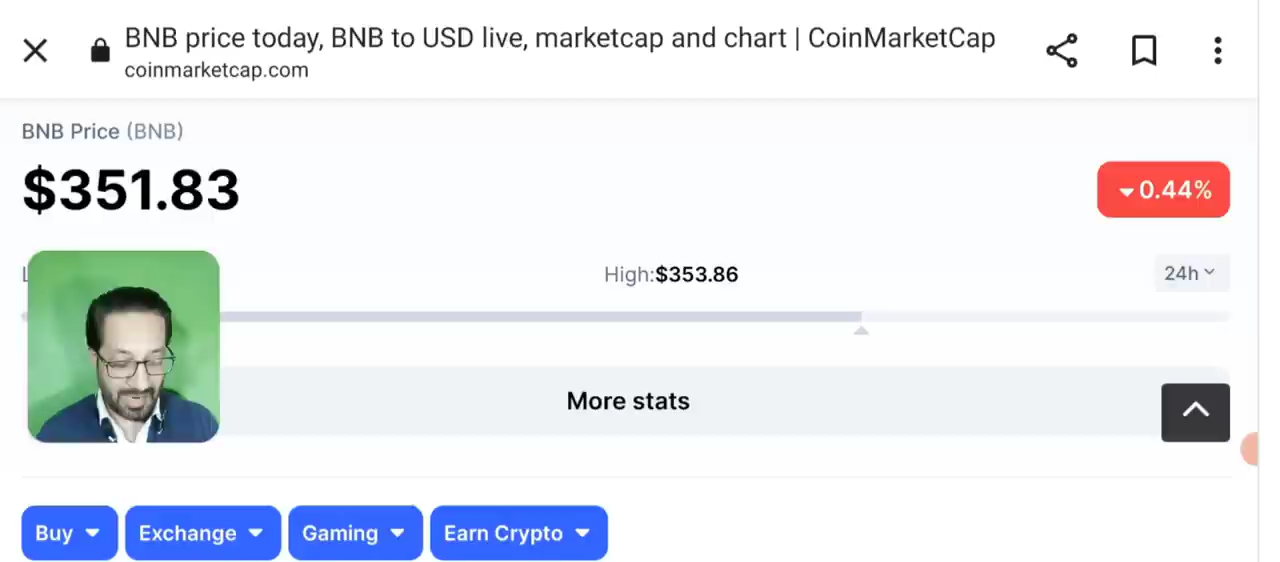 BNB price today, BNB to USD live, marketcap and chart | CoinMarketCap
coinmarketcap.com
BNB Price (BNB)
$351.83
0.44%
High:$353.86
24h
More stats
Buy
Exchange
Gaming
Earn Crypto